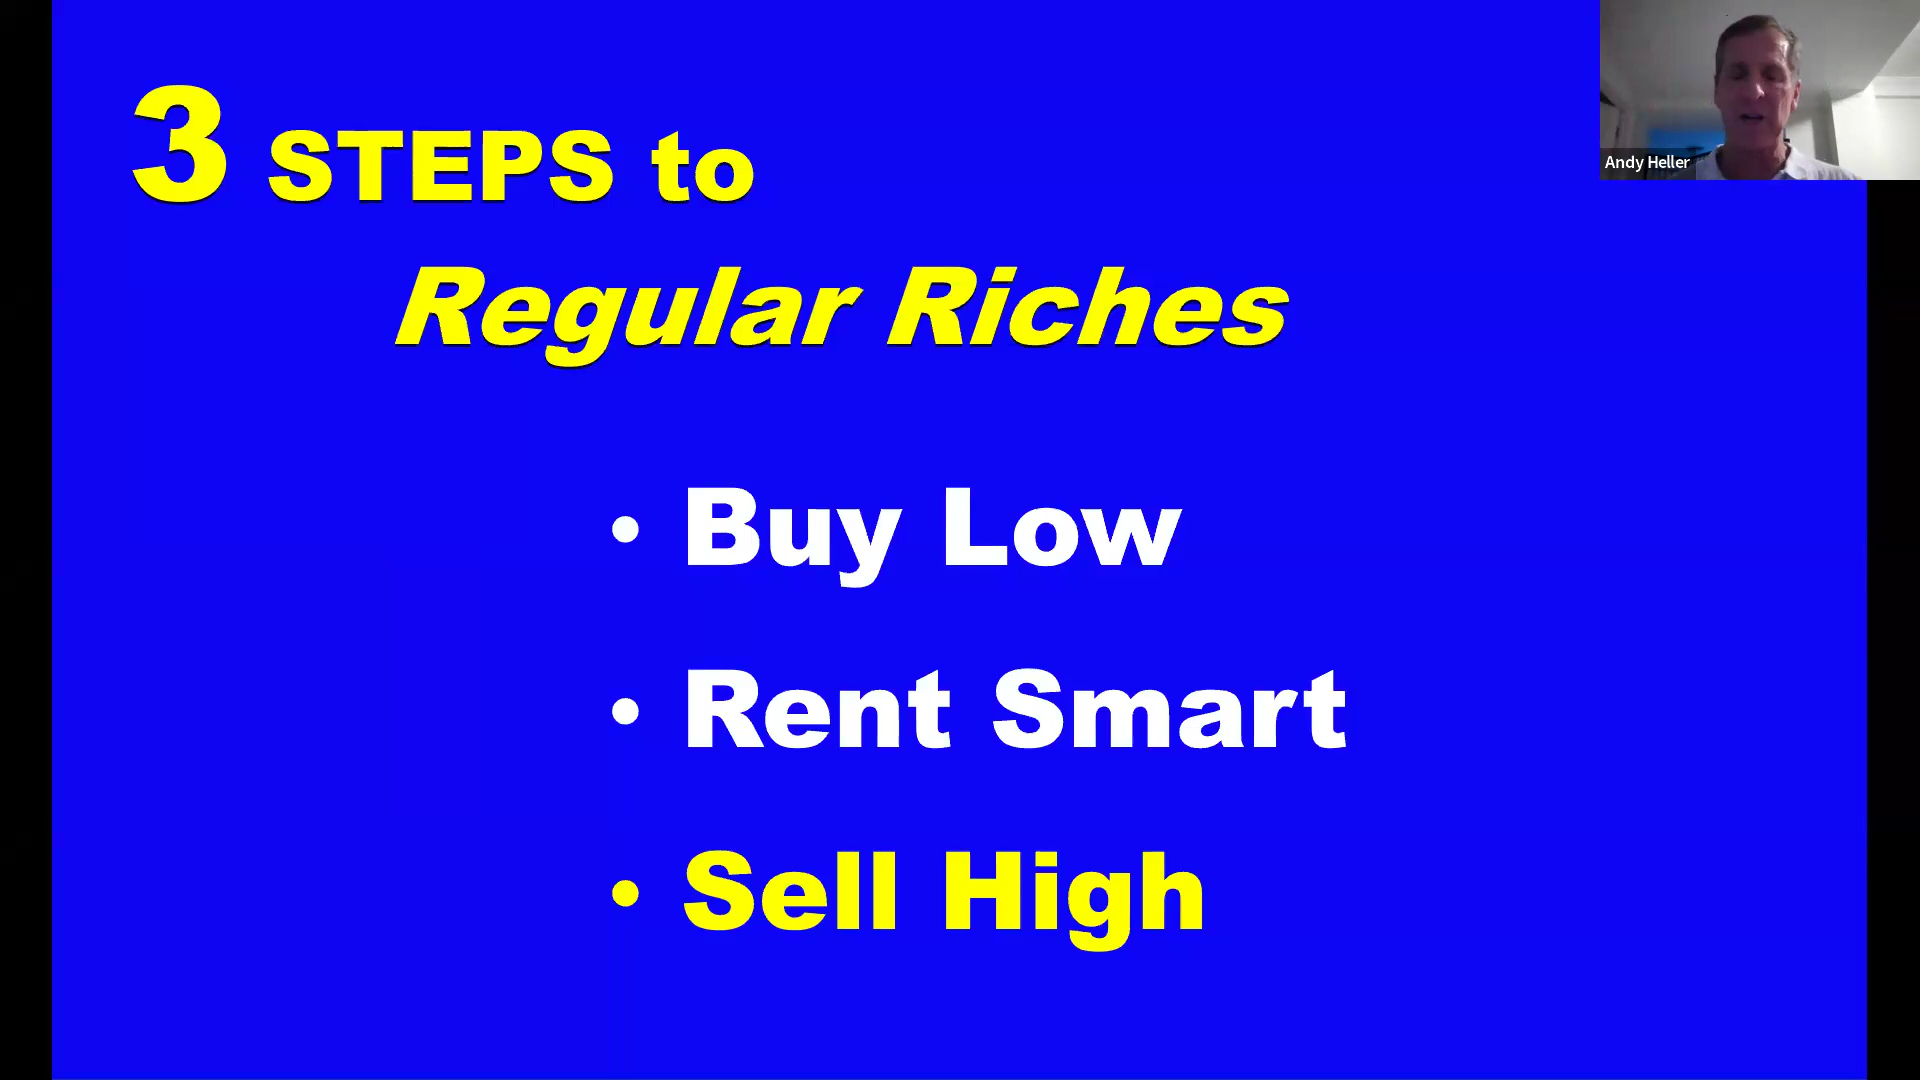 3 STEPS to
Regular Riches
• Buy Low
• Rent Smart
• Sell High
Andy Heller